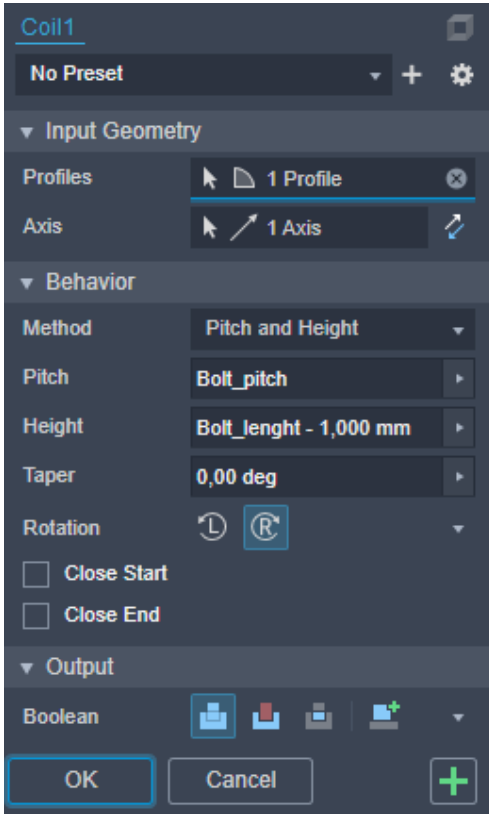 Coil1
No Preset
Input Geometry
Profiles 1 Profile
Axis 1 Axis
Behavior
Method Pitch and Height
Pitch Bolt_pitch
Height Bolt_lenght - 1,000 mm
Taper 0,00 deg
Rotation L R
Close Start
Close End
Output
Boolean
OK Cancel